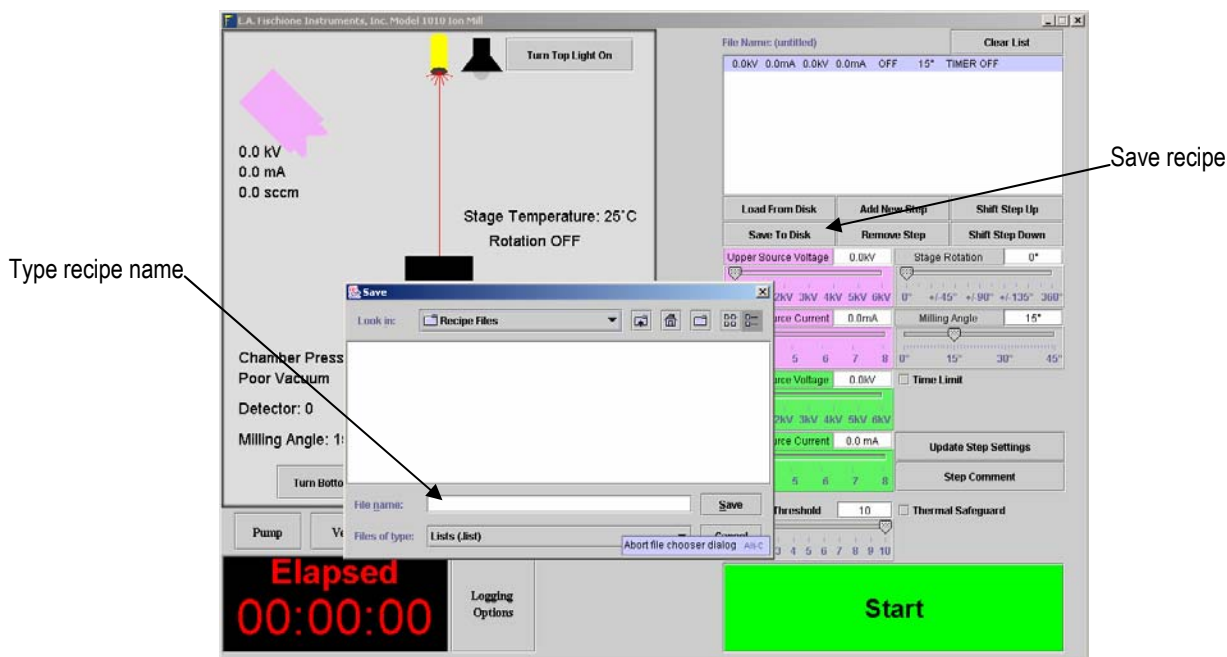 L.A. Fischione Instruments, Inc. Model 1010 Ion Mill
Turn Top Light On
0.0 kV
0.0 mA
0.0 sccm
Stage Temperature: 25°C
Rotation OFF
Chamber Press
Poor Vacuum
Detector: 0
Milling Angle: 1
Turn Botto
Pump
Ve
Elapsed
00:00:00
Logging
Options
File Name: (untitled)
Clear List
0.0kV 0.0mA 0.0kV 0.0mA OFF 15° TIMER OFF
Load From Disk
Add New Step
Shift Step Up
Save To Disk
Remove Step
Shift Step Down
Upper Source Voltage 0.0kV
Stage Rotation 0°
2kV 3kV 4kV 5kV 6kV
0° +/-45° +/-90° +/-135° 360°
urce Current 0.0mA
Milling Angle 15°
5 6 7 8
0° 15° 30° 45°
urce Voltage 0.0kV
Time Limit
2kV 3kV 4kV 5kV 6kV
urce Current 0.0 mA
Update Step Settings
5 6 7 8
Step Comment
Threshold 10
Thermal Safeguard
3 4 5 6 7 8 9 10
Start
Save
Look in:
Recipe Files
File name:
Save
Files of type:
Lists (.list)
Cancel
Abort file chooser dialog Alt-C
Save recipe
Type recipe name